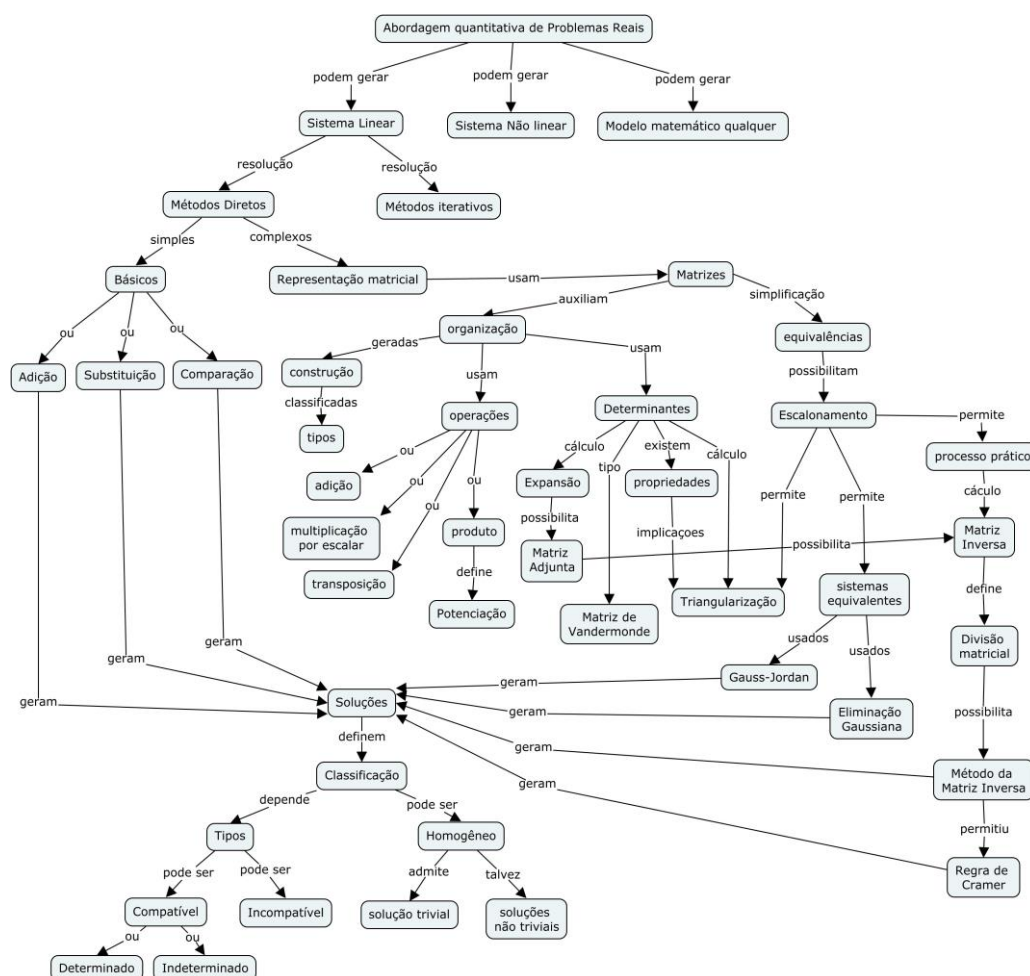 Abordagem quantitativa de Problemas Reais
podem gerar
podem gerar
podem gerar
Sistema Linear
Sistema Não linear
Modelo matemático qualquer
resolução
resolução
Métodos Diretos
Métodos iterativos
simples
complexos
Básicos
Representação matricial
usam
Matrizes
auxiliam
simplificação
ou
ou
ou
organização
equivalências
geradas
usam
usam
possibilitam
Adição
Substituição
Comparação
construção
classificadas
tipos
operações
Determinantes
Escalonamento
permite
processo prático
ou
ou
ou
ou
adição
multiplicação
por escalar
transposição
produto
define
Potenciação
cálculo
tipo
existem
cálculo
Expansão
propriedades
possibilita
implicaçoes
permite
permite
cáculo
Matriz
Adjunta
possibilita
Matriz
Inversa
Matriz de
Vandermonde
Triangularização
sistemas
equivalentes
define
Divisão
matricial
usados
usados
Gauss-Jordan
Eliminação
Gaussiana
possibilita
geram
geram
geram
geram
geram
geram
geram
Soluções
Método da
Matriz Inversa
permitiu
Regra de
Cramer
definem
Classificação
depende
pode ser
Tipos
Homogêneo
pode ser
pode ser
admite
talvez
Compatível
Incompatível
solução trivial
soluções
não triviais
ou
ou
Determinado
Indeterminado